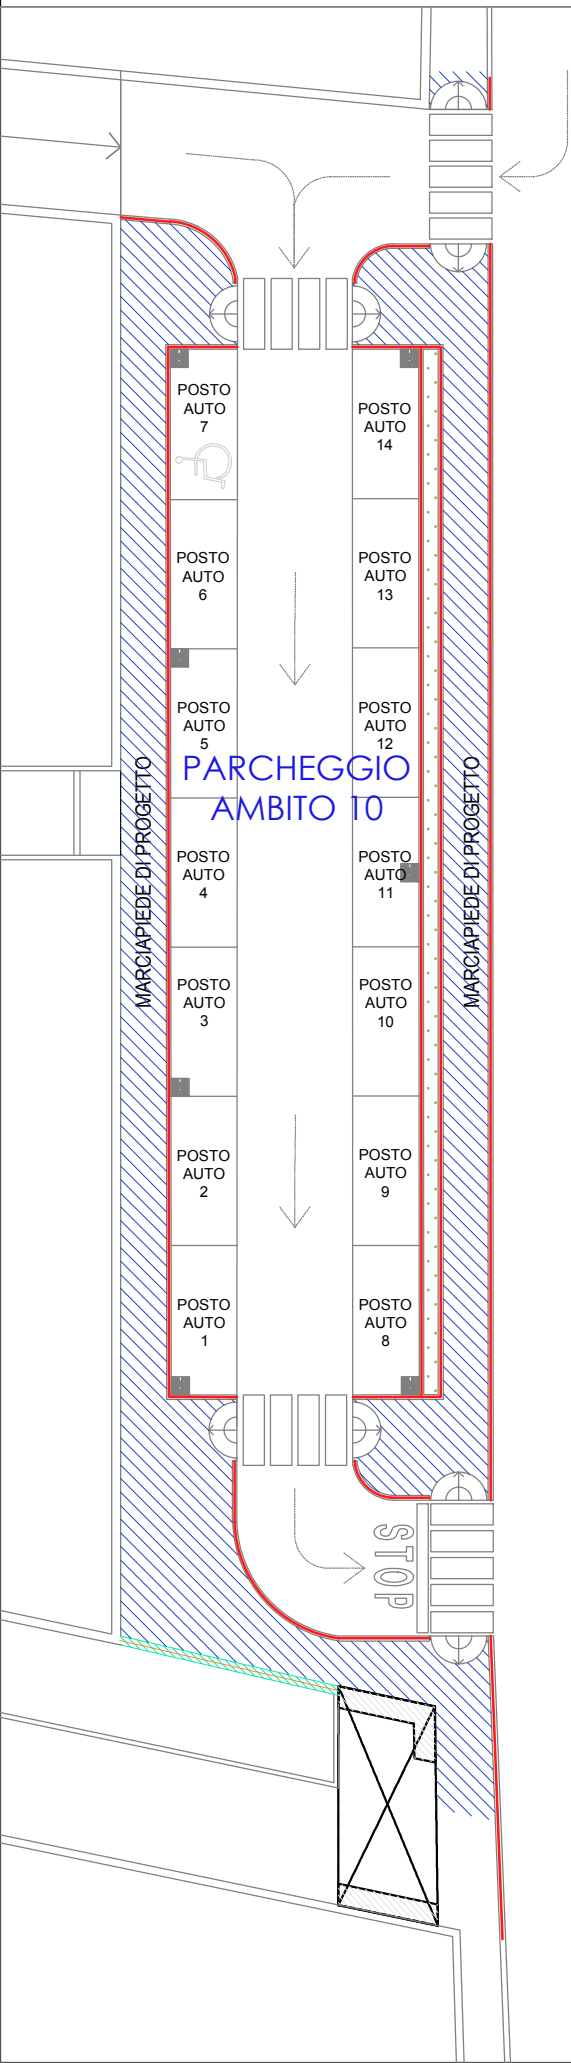 POSTO
AUTO
7
POSTO
AUTO
14
POSTO
AUTO
6
POSTO
AUTO
13
POSTO
AUTO
5
POSTO
AUTO
12
PARCHEGGIO
AMBITO 10
MARCIAPIEDE DI PROGETTO
MARCIAPIEDE DI PROGETTO
POSTO
AUTO
4
POSTO
AUTO
11
POSTO
AUTO
3
POSTO
AUTO
10
POSTO
AUTO
2
POSTO
AUTO
9
POSTO
AUTO
1
POSTO
AUTO
8
STOP